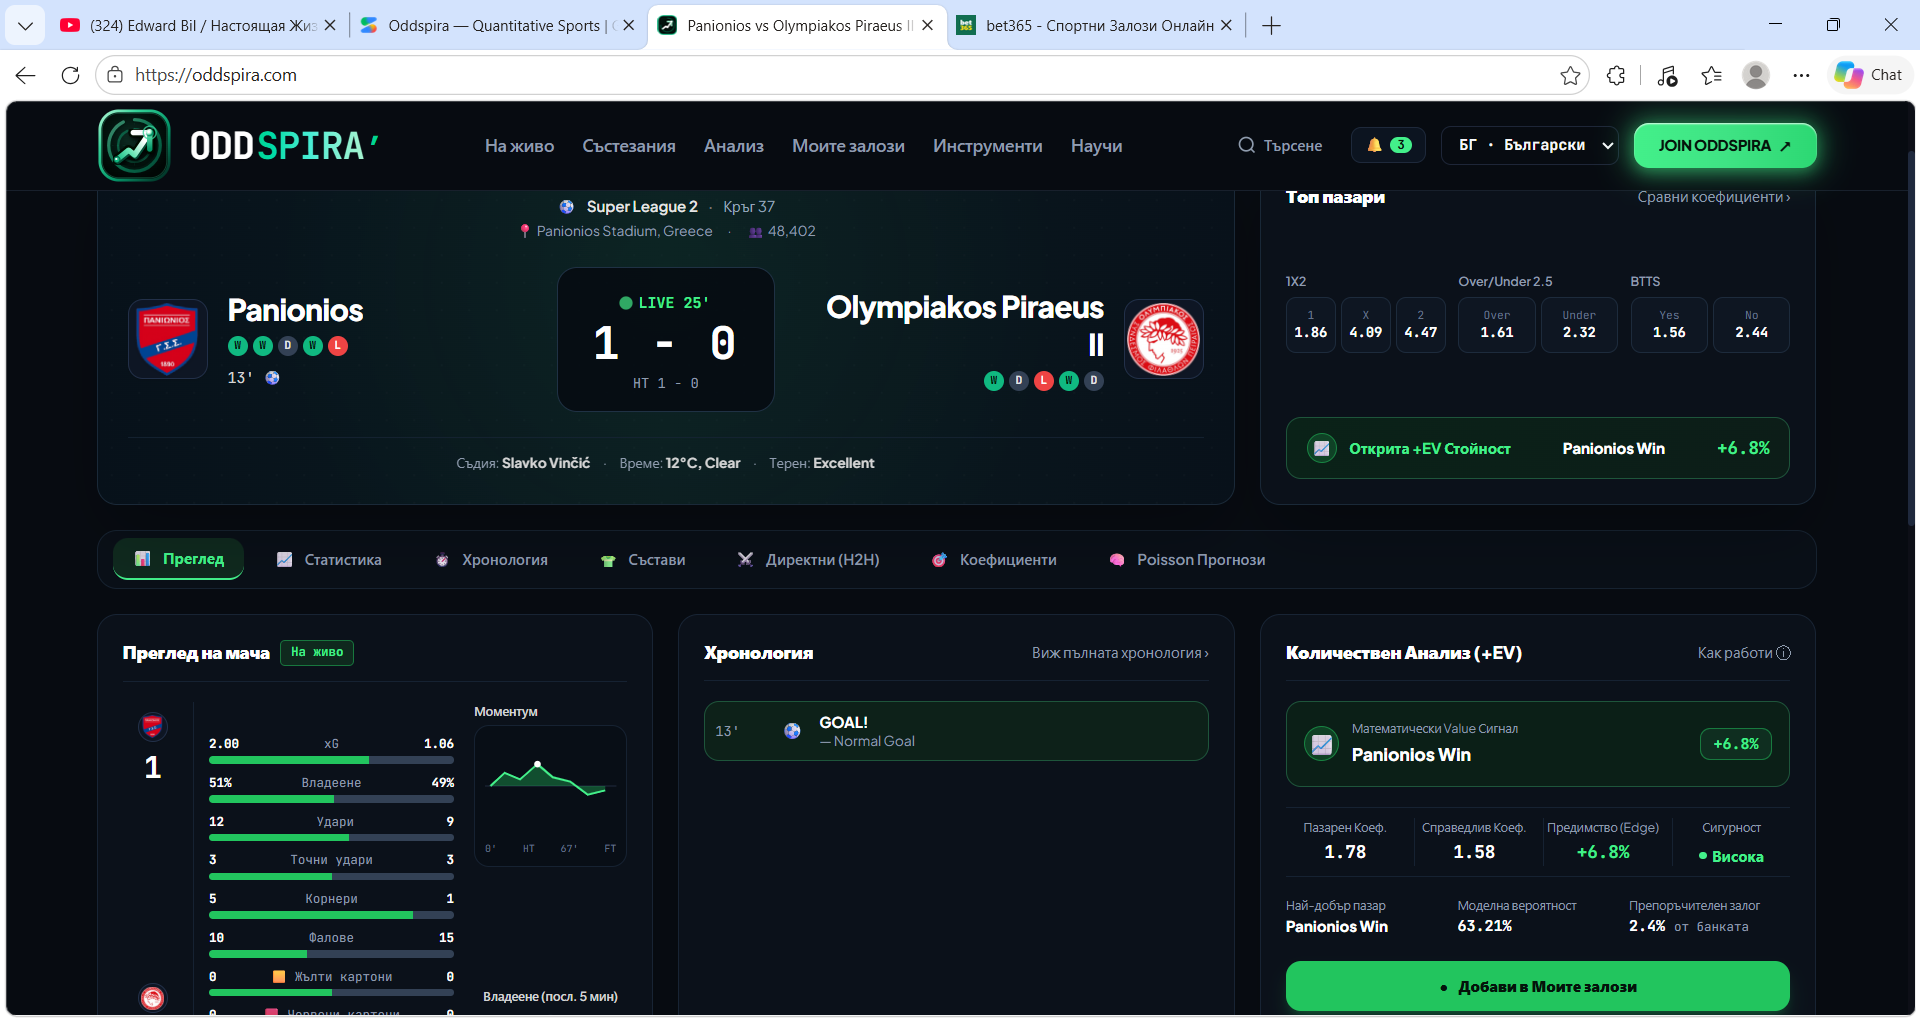 (324) Edward Bil / Настоящая Жиз
Oddspira — Quantitative Sports |
Panionios vs Olympiakos Piraeus II
bet365 - Спортни Залози Онлайн
https://oddspira.com
Chat
ODDSPIRA
На живо
Състезания
Анализ
Моите залози
Инструменти
Научи
Търсене
3
БГ · Български
JOIN ODDSPIRA ↗
Super League 2 · Кръг 37
Panionios Stadium, Greece · 48,402
Panionios
W W D W L
13'
LIVE 25'
1 - 0
HT 1 - 0
Olympiakos Piraeus
II
W D L W D
Съдия: Slavko Vinčić · Време: 12°C, Clear · Терен: Excellent
Топ пазари
Сравни коефициенти ›
1X2
Over/Under 2.5
BTTS
1 X 2 Over Under Yes No
1.86 4.09 4.47 1.61 2.32 1.56 2.44
Открита +EV Стойност
Panionios Win
+6.8%
Преглед
Статистика
Хронология
Състави
Директни (H2H)
Коефициенти
Poisson Прогнози
Преглед на мача
На живо
1
2.00 xG 1.06
51% Владеене 49%
12 Удари 9
3 Точни удари 3
5 Корнери 1
10 Фалове 15
0 Жълти картони 0
0 Червени картони 0
Моментум
0' HT 67' FT
Владеене (посл. 5 мин)
Хронология
Виж пълната хронология ›
13'
GOAL!
— Normal Goal
Количествен Анализ (+EV)
Как работи ⓘ
Математически Value Сигнал
Panionios Win
+6.8%
Пазарен Коеф.
1.78
Справедлив Коеф.
1.58
Предимство (Edge)
+6.8%
Сигурност
Висока
Най-добър пазар
Panionios Win
Моделна вероятност
63.21%
Препоръчителен залог
2.4% от банката
• Добави в Моите залози